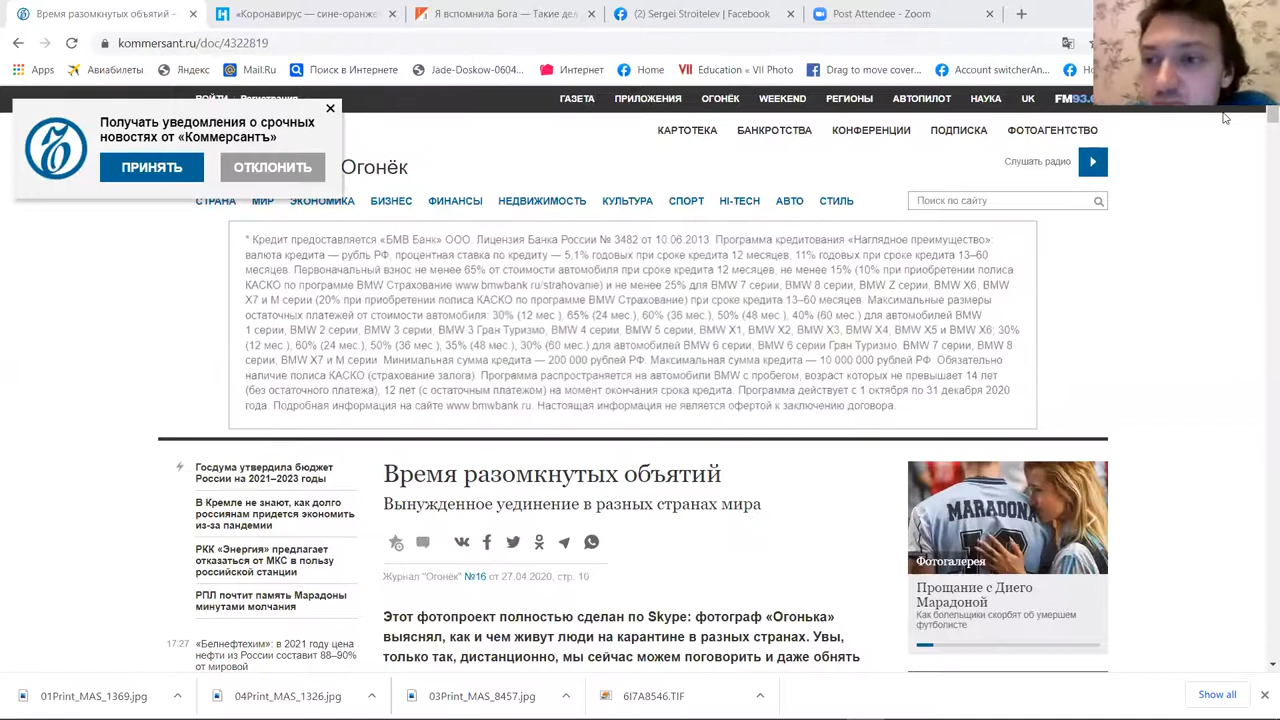 Время разомкнутых объятий –
«Коронавирус – сине-оранже
Я вспомнила Бога — Такие дел
(2) Sergei Stroitelev | Facebook
Post Attendee - Zoom
kommersant.ru/doc/4322819
Apps
Авиабилеты
Яндекс
Mail.Ru
Поиск в Интернете
Jade-Doskow-0604...
Интернет
Home
Education « VII Photo
Drag to move cover...
Account switcherAn...
ВОЙТИ Регистрация
ГАЗЕТА ПРИЛОЖЕНИЯ ОГОНЁК WEEKEND РЕГИОНЫ АВТОПИЛОТ НАУКА UK FM93.
Получать уведомления о срочных
новостях от «Коммерсантъ»
ПРИНЯТЬ
ОТКЛОНИТЬ
КАРТОТЕКА БАНКРОТСТВА КОНФЕРЕНЦИИ ПОДПИСКА ФОТОАГЕНТСТВО
Огонёк
Слушать радио
СТРАНА МИР ЭКОНОМИКА БИЗНЕС ФИНАНСЫ НЕДВИЖИМОСТЬ КУЛЬТУРА СПОРТ HI-TECH АВТО СТИЛЬ
Поиск по сайту
* Кредит предоставляется «БМВ Банк» ООО. Лицензия Банка России № 3482 от 10.06.2013. Программа кредитования «Наглядное преимущество»:
валюта кредита — рубль РФ, процентная ставка по кредиту — 5,1% годовых при сроке кредита 12 месяцев, 11% годовых при сроке кредита 13–60
месяцев. Первоначальный взнос не менее 65% от стоимости автомобиля при сроке кредита 12 месяцев, не менее 15% (10% при приобретении полиса
КАСКО по программе BMW Страхование www.bmwbank.ru/strahovanie) и не менее 25% для BMW 7 серии, BMW 8 серии, BMW Z серии, BMW X6, BMW
X7 и M серии (20% при приобретении полиса КАСКО по программе BMW Страхование) при сроке кредита 13–60 месяцев. Максимальные размеры
остаточных платежей от стоимости автомобиля: 30% (12 мес.), 65% (24 мес.), 60% (36 мес.), 50% (48 мес.), 40% (60 мес.) для автомобилей BMW
1 серии, BMW 2 серии, BMW 3 серии, BMW 3 Гран Туризмо, BMW 4 серии, BMW 5 серии, BMW X1, BMW X2, BMW X3, BMW X4, BMW X5 и BMW X6; 30%
(12 мес.), 60% (24 мес.), 50% (36 мес.), 35% (48 мес.), 30% (60 мес.) для автомобилей BMW 6 серии, BMW 6 серии Гран Туризмо, BMW 7 серии, BMW 8
серии, BMW X7 и M серии. Минимальная сумма кредита — 200 000 рублей РФ. Максимальная сумма кредита — 10 000 000 рублей РФ. Обязательно
наличие полиса КАСКО (страхование залога). Программа распространяется на автомобили BMW с пробегом, возраст которых не превышает 14 лет
(без остаточного платежа), 12 лет (с остаточным платежом) на момент окончания срока кредита. Программа действует с 1 октября по 31 декабря 2020
года. Подробная информация на сайте www.bmwbank.ru. Настоящая информация не является офертой к заключению договора.
Госдума утвердила бюджет
России на 2021–2023 годы
В Кремле не знают, как долго
россиянам придется экономить
из-за пандемии
РКК «Энергия» предлагает
отказаться от МКС в пользу
российской станции
РПЛ почтит память Марадоны
минутами молчания
17:27 «Белнефтехим»: в 2021 году цена
нефти из России составит 88–90%
от мировой
Время разомкнутых объятий
Вынужденное уединение в разных странах мира
Журнал "Огонёк" №16 от 27.04.2020, стр. 10
Этот фотопроект полностью сделан по Skype: фотограф «Огонька»
выяснял, как и чем живут люди на карантине в разных странах. Увы,
только так, дистанционно, мы сейчас можем поговорить и даже обнять
MARADONA
Фотогалерея
Прощание с Диего
Марадоной
Как болельщики скорбят об умершем
футболисте
01Print_MAS_1369.jpg
04Print_MAS_1326.jpg
03Print_MAS_8457.jpg
6I7A8546.TIF
Show all